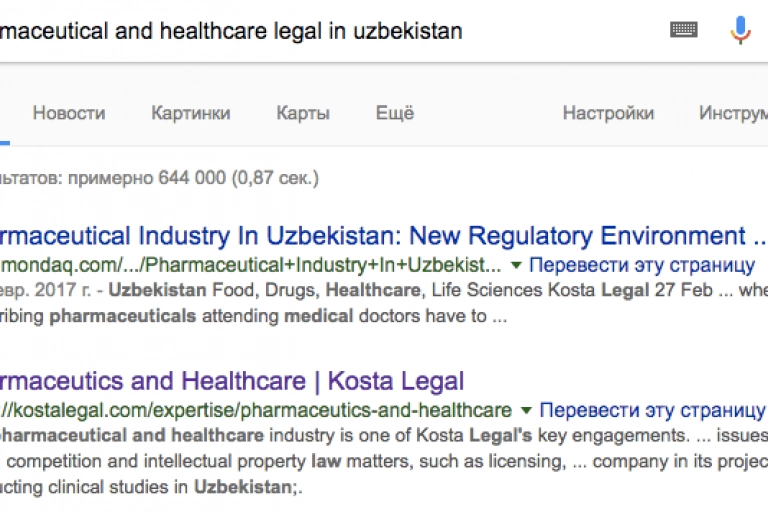 maceutical and healthcare legal in uzbekistan
Новости Картинки Карты Ещё Настройки Инструм
льтатов: примерно 644 000 (0,87 сек.)
rmaceutical Industry In Uzbekistan: New Regulatory Environment ...
mondaq.com/.../Pharmaceutical+Industry+In+Uzbekist... ▼ Перевести эту страницу
евр. 2017 г. - Uzbekistan Food, Drugs, Healthcare, Life Sciences Kosta Legal 27 Feb ... whe
ribing pharmaceuticals attending medical doctors have to ...
rmaceutics and Healthcare | Kosta Legal
://kostalegal.com/expertise/pharmaceutics-and-healthcare ▼ Перевести эту страницу
pharmaceutical and healthcare industry is one of Kosta Legal's key engagements. ... issues
competition and intellectual property law matters, such as licensing, ... company in its projec
ucting clinical studies in Uzbekistan;.